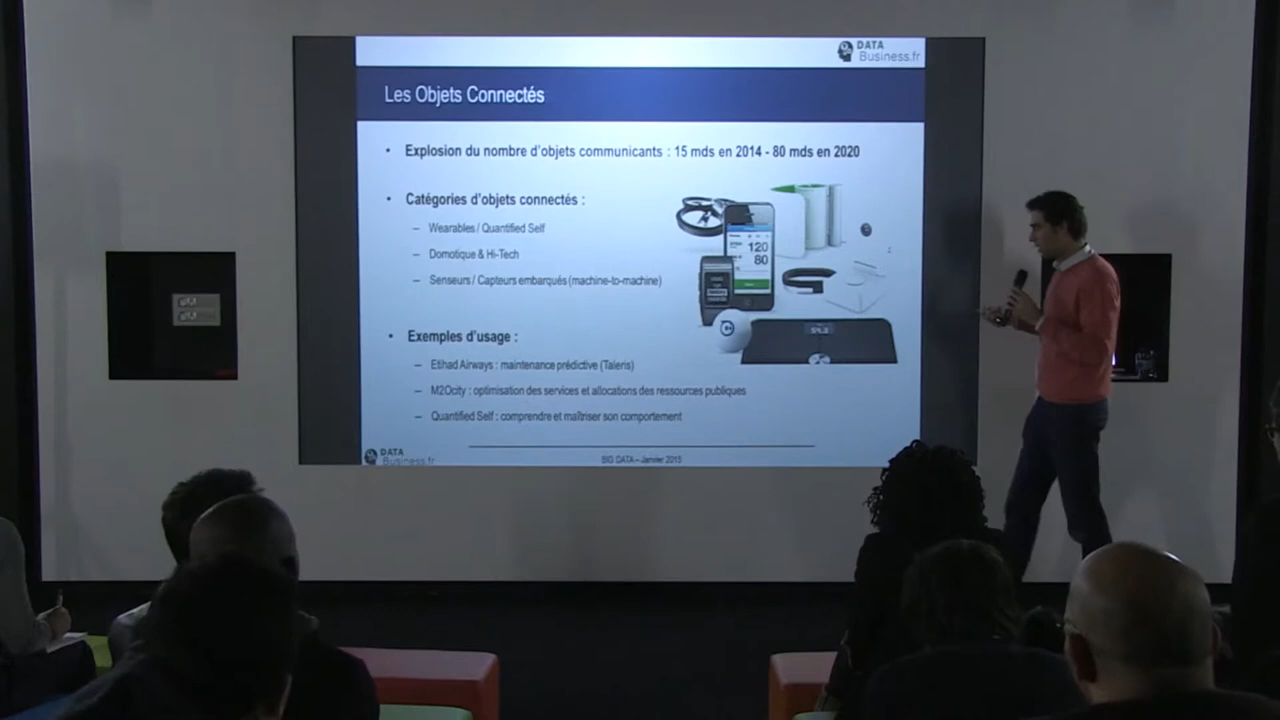 DATA
Business.fr
Les Objets Connectés
• Explosion du nombre d'objets communicants : 15 mds en 2014 - 80 mds en 2020
• Catégories d'objets connectés :
– Wearables / Quantified Self
– Domotique & Hi-Tech
– Senseurs / Capteurs embarqués (machine-to-machine)
120
80
• Exemples d'usage :
– Etihad Airways : maintenance prédictive (Taleris)
– M2Ocity : optimisation des services et allocations des ressources publiques
– Quantified Self : comprendre et maîtriser son comportement
DATA
Business.fr
BIG DATA – Janvier 2015